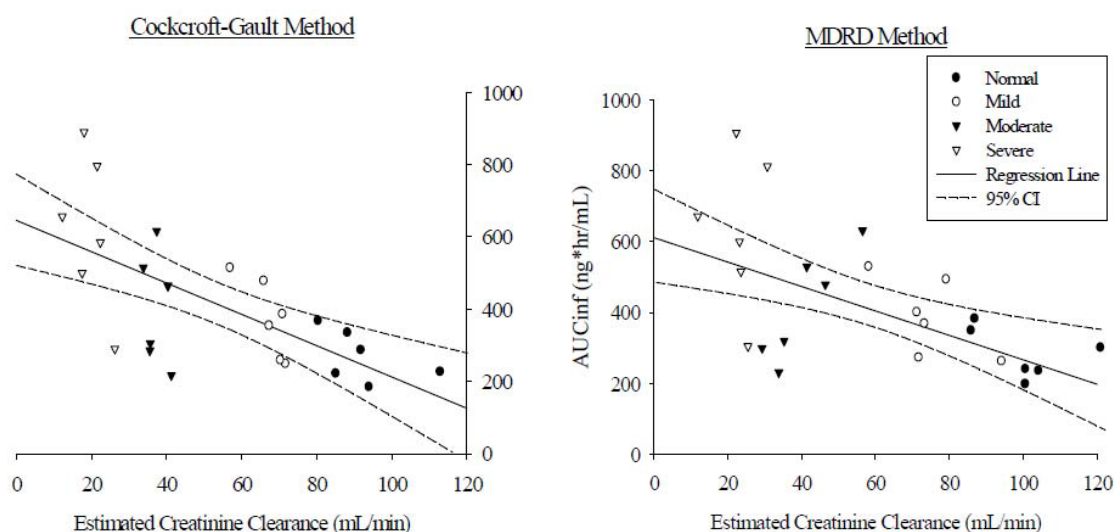 Cockcroft-Gault Method
1000
800
600
400
200
0
0 20 40 60 80 100 120
Estimated Creatinine Clearance (mL/min)
MDRD Method
Normal
Mild
Moderate
Severe
Regression Line
95% CI
AUCinf (ng*hr/mL)
1000
800
600
400
200
0
0 20 40 60 80 100 120
Estimated Creatinine Clearance (mL/min)